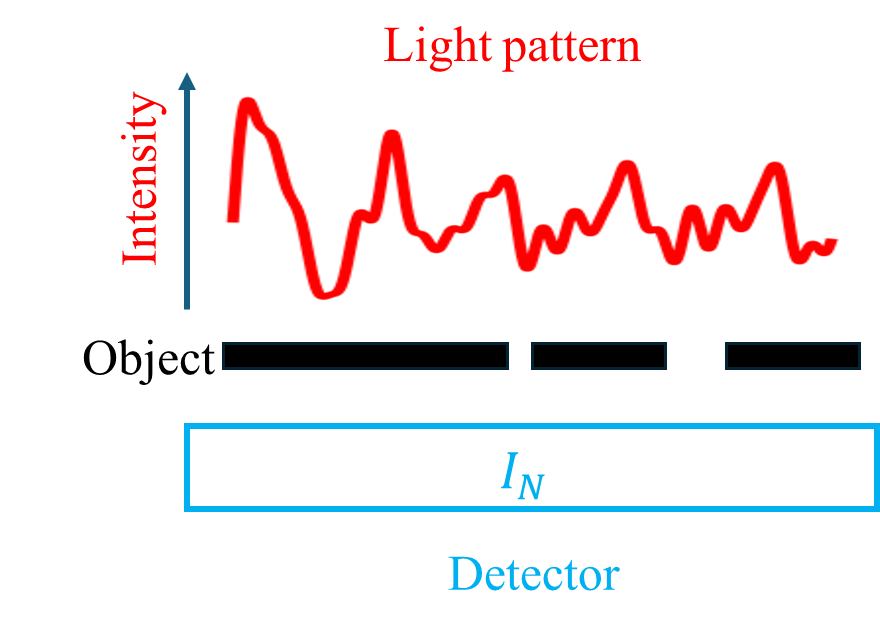 Light pattern
Intensity
Object
I_N
Detector